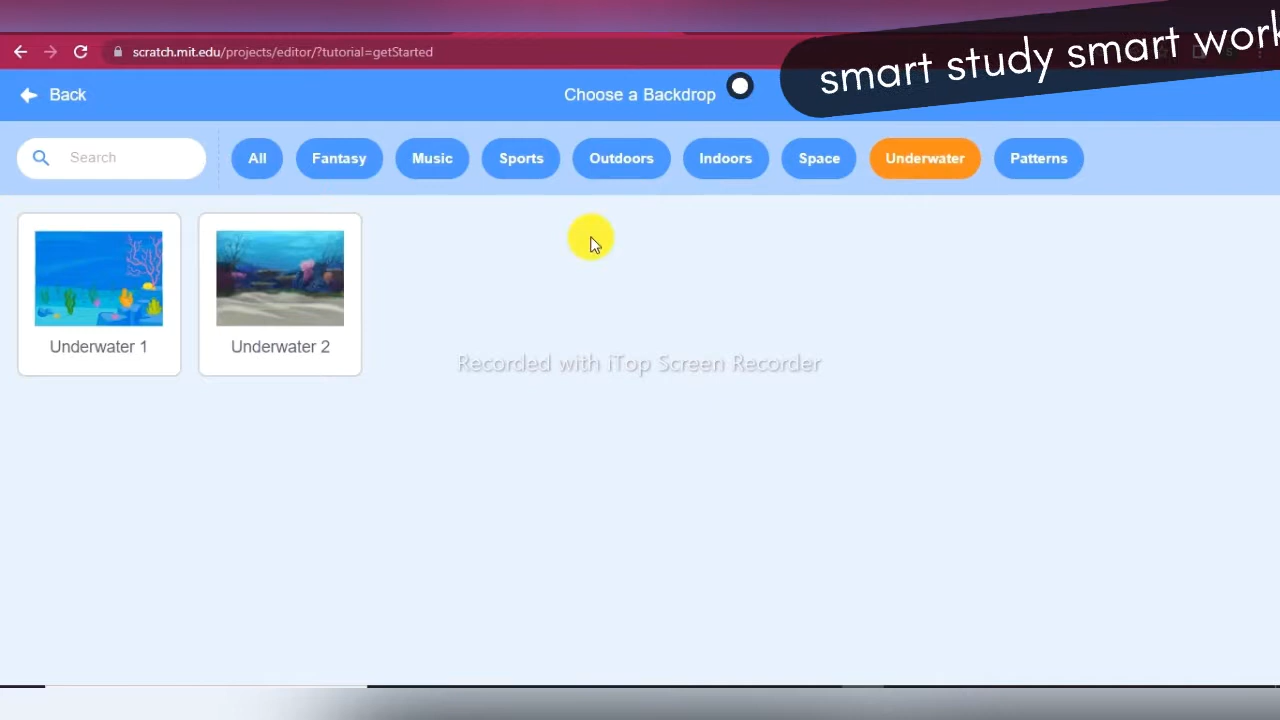 scratch.mit.edu/projects/editor/?tutorial=getStarted
smart study smart work
Back
Choose a Backdrop
Search
All
Fantasy
Music
Sports
Outdoors
Indoors
Space
Underwater
Patterns
Underwater 1
Underwater 2
Recorded with iTop Screen Recorder